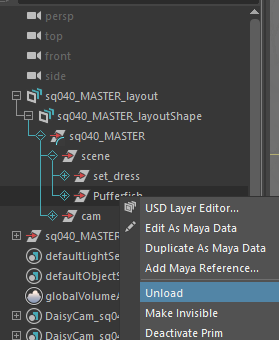 persp
top
front
side
sq040_MASTER_layout
sq040_MASTER_layoutShape
sq040_MASTER
scene
set_dress
Pufferfish
cam
sq040_MASTER
defaultLightSe
defaultObjectS
globalVolumeA
DaisyCam_sq04
DaisyCam_sq0
USD Layer Editor...
Edit As Maya Data
Duplicate As Maya Data
Add Maya Reference...
Unload
Make Invisible
Deactivate Prim